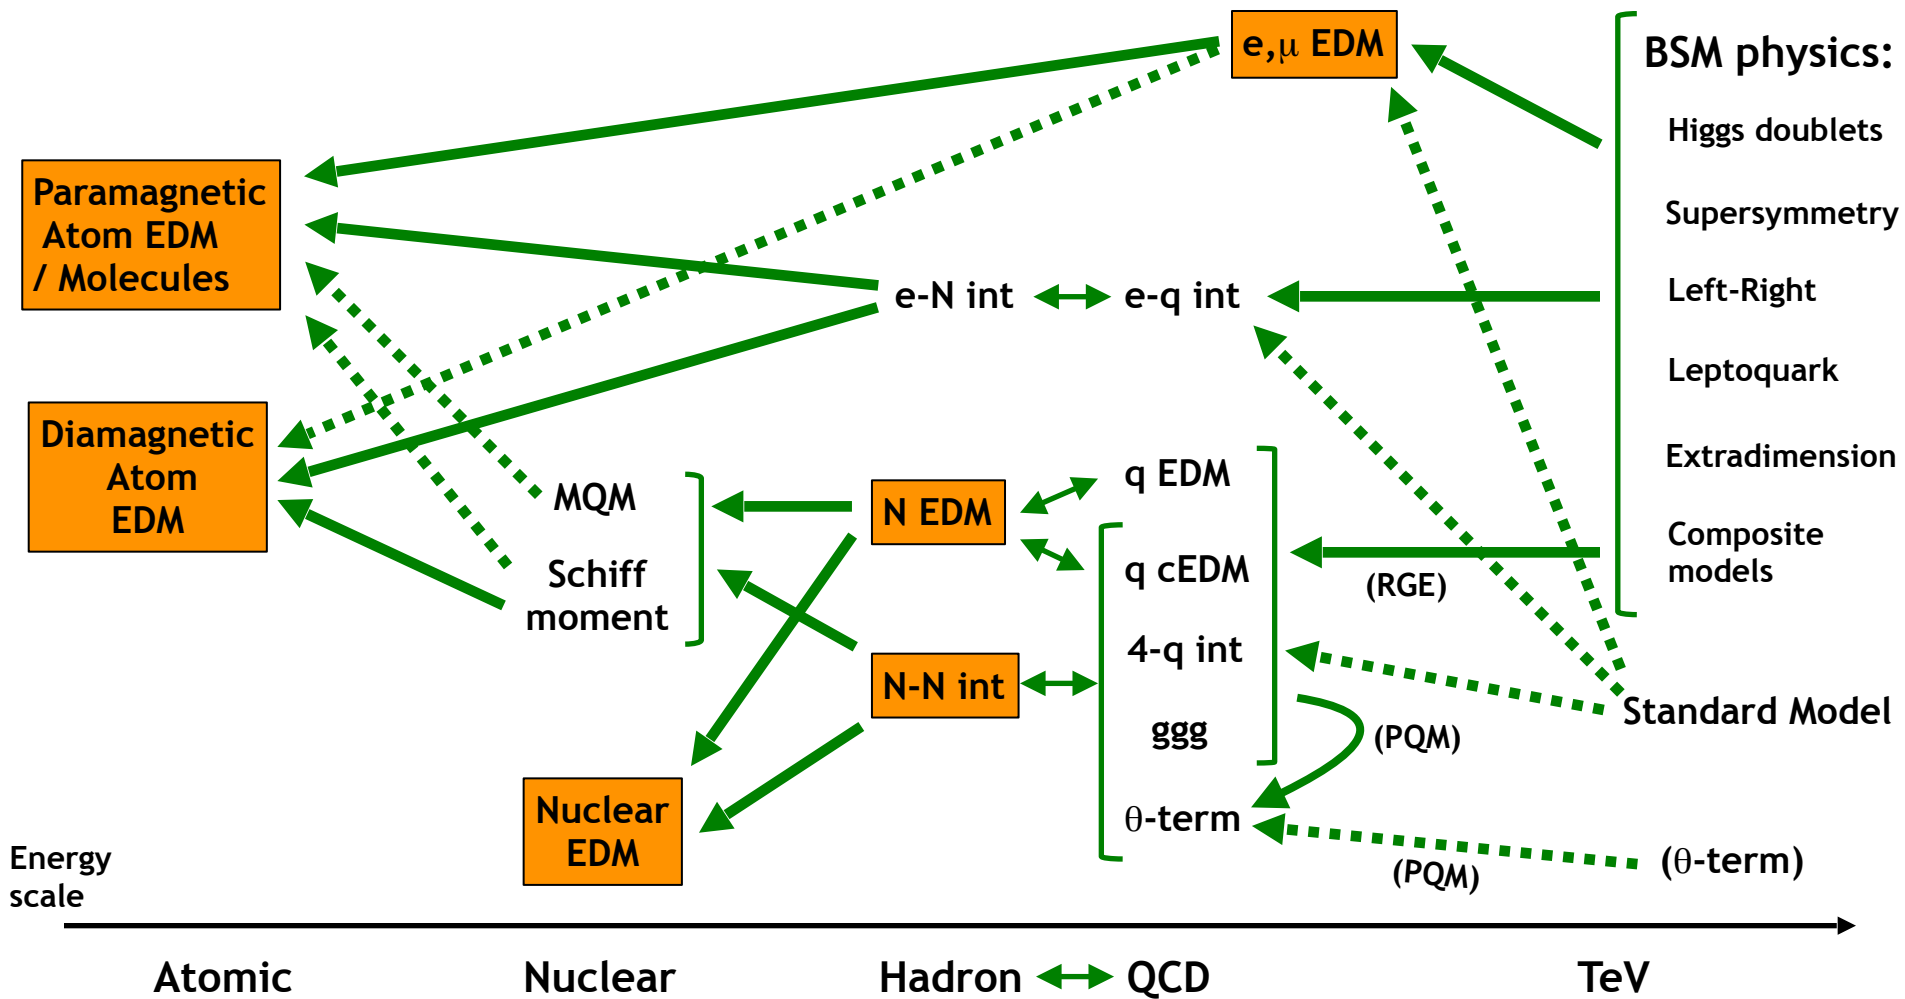 e,μ EDM
BSM physics:
Higgs doublets
Supersymmetry
Left-Right
Leptoquark
Extradimension
Composite
models
Paramagnetic
Atom EDM
/ Molecules
e-N int
e-q int
Diamagnetic
Atom
EDM
MQM
Schiff
moment
N EDM
q EDM
q cEDM
(RGE)
4-q int
N-N int
ggg
(PQM)
Standard Model
Nuclear
EDM
θ-term
(PQM)
(θ-term)
Energy
scale
Atomic
Nuclear
Hadron
QCD
TeV